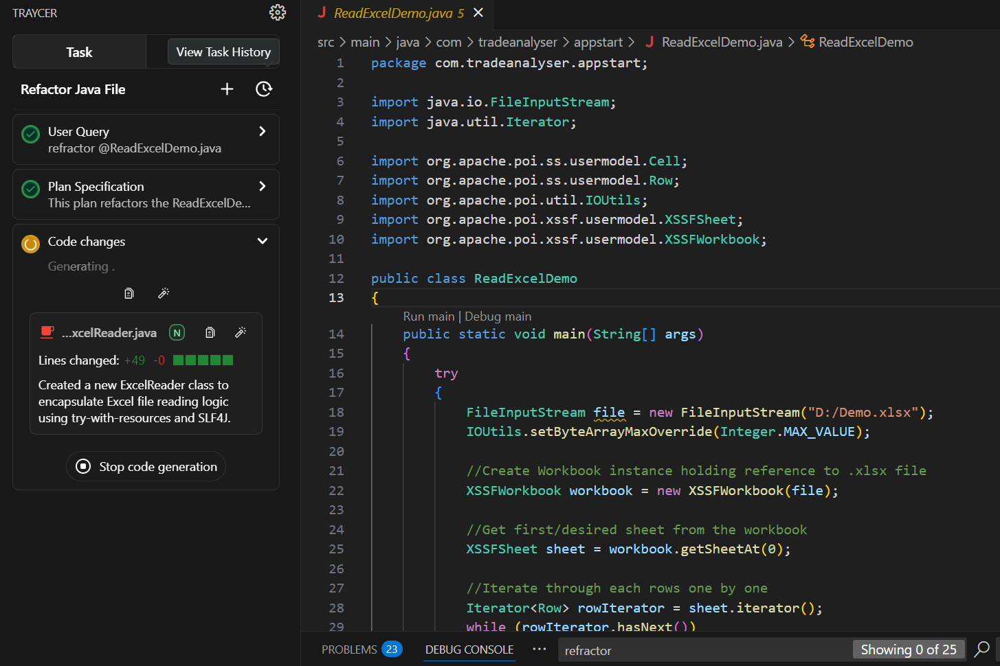 TRAYCER
Task
View Task History
Refactor Java File
User Query
refractor @ReadExcelDemo.java
Plan Specification
This plan refactors the ReadExcelDe...
Code changes
Generating .
...xcelReader.java N
Lines changed: +49 -0
Created a new ExcelReader class to
encapsulate Excel file reading logic
using try-with-resources and SLF4J.
Stop code generation
J ReadExcelDemo.java 5
src > main > java > com > tradeanalyser > appstart > J ReadExcelDemo.java > ReadExcelDemo
1 package com.tradeanalyser.appstart;
2
3 import java.io.FileInputStream;
4 import java.util.Iterator;
5
6 import org.apache.poi.ss.usermodel.Cell;
7 import org.apache.poi.ss.usermodel.Row;
8 import org.apache.poi.util.IOUtils;
9 import org.apache.poi.xssf.usermodel.XSSFSheet;
10 import org.apache.poi.xssf.usermodel.XSSFWorkbook;
11
12 public class ReadExcelDemo
13 {
Run main | Debug main
14 public static void main(String[] args)
15 {
16 try
17 {
18 FileInputStream file = new FileInputStream("D:/Demo.xlsx");
19 IOUtils.setByteArrayMaxOverride(Integer.MAX_VALUE);
20
21 //Create Workbook instance holding reference to .xlsx file
22 XSSFWorkbook workbook = new XSSFWorkbook(file);
23
24 //Get first/desired sheet from the workbook
25 XSSFSheet sheet = workbook.getSheetAt(0);
26
27 //Iterate through each rows one by one
28 Iterator<Row> rowIterator = sheet.iterator();
29 while (rowIterator.hasNext())
PROBLEMS 23 DEBUG CONSOLE ··· refractor Showing 0 of 25